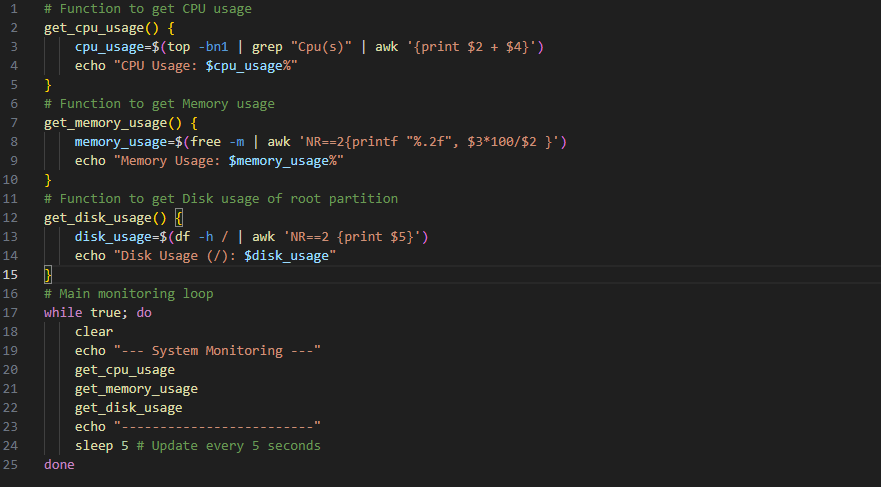 1 # Function to get CPU usage
2 get_cpu_usage() {
3     cpu_usage=$(top -bn1 | grep "Cpu(s)" | awk '{print $2 + $4}')
4     echo "CPU Usage: $cpu_usage%"
5 }
6 # Function to get Memory usage
7 get_memory_usage() {
8     memory_usage=$(free -m | awk 'NR==2{printf "%.2f", $3*100/$2 }')
9     echo "Memory Usage: $memory_usage%"
10 }
11 # Function to get Disk usage of root partition
12 get_disk_usage() {
13     disk_usage=$(df -h / | awk 'NR==2 {print $5}')
14     echo "Disk Usage (/): $disk_usage"
15 }
16 # Main monitoring loop
17 while true; do
18     clear
19     echo "--- System Monitoring ---"
20     get_cpu_usage
21     get_memory_usage
22     get_disk_usage
23     echo "-------------------------"
24     sleep 5 # Update every 5 seconds
25 done